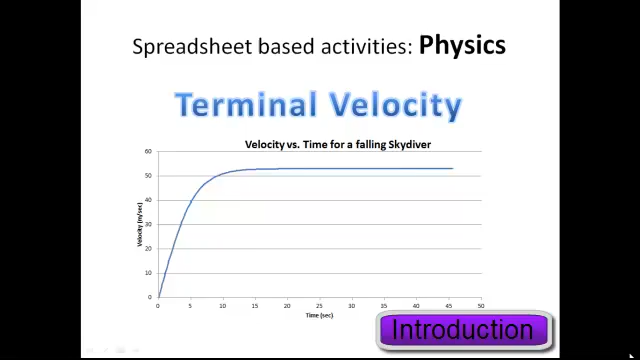 Spreadsheet based activities: Physics
Terminal Velocity
Velocity vs. Time for a falling Skydiver
60
50
40
30
20
10
0
Velocity (m/sec)
0 5 10 15 20 25 30 35 40 45 50
Time (sec)
Introduction